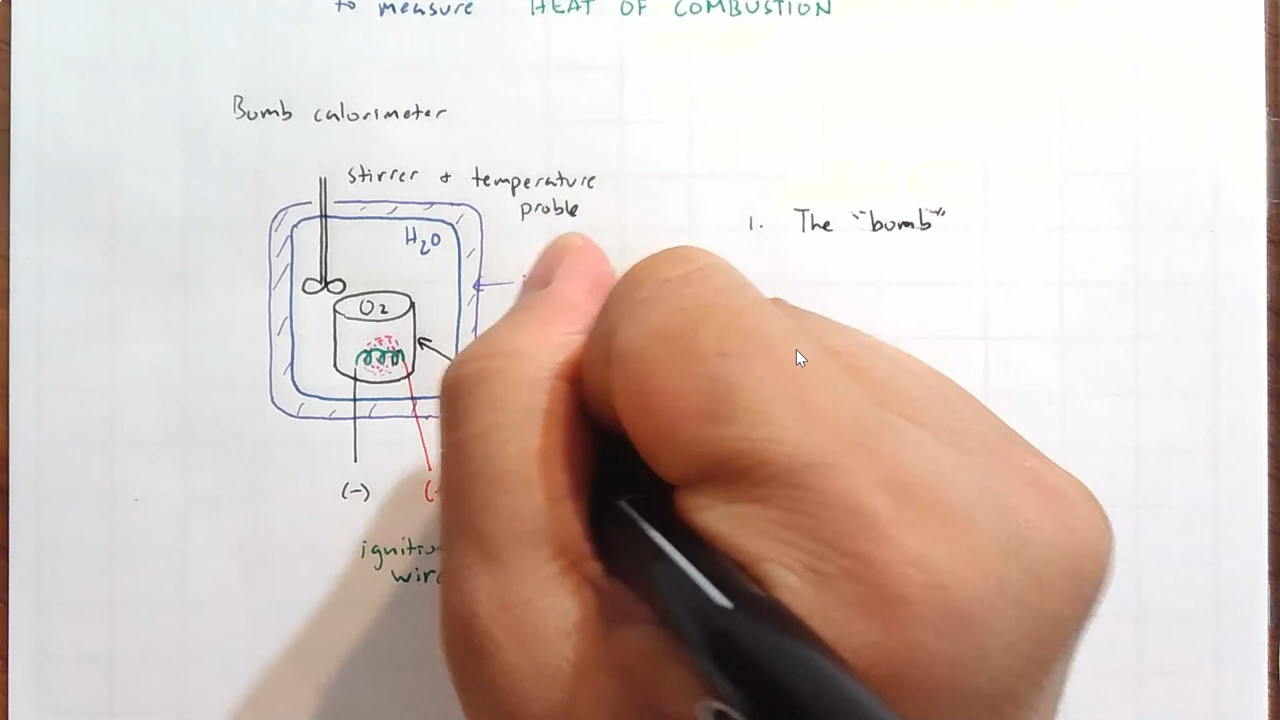 to measure HEAT OF COMBUSTION
Bomb calorimeter
stirrer + temperature
probe
1. The "bomb"
H2O
O2
(-)